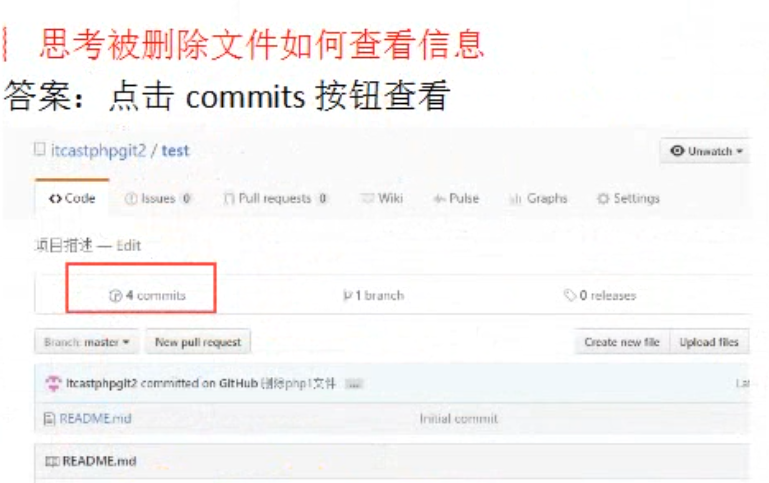 思考被删除文件如何查看信息
答案：点击 commits 按钮查看
itcastphpgit2 / test
Unwatch
Code Issues 0 Pull requests 0 Wiki Pulse Graphs Settings
项目描述 — Edit
4 commits 1 branch 0 releases
Branch: master New pull request Create new file Upload files
itcastphpgit2 committed on GitHub 删除php1文件 ...
README.md Initial commit
README.md